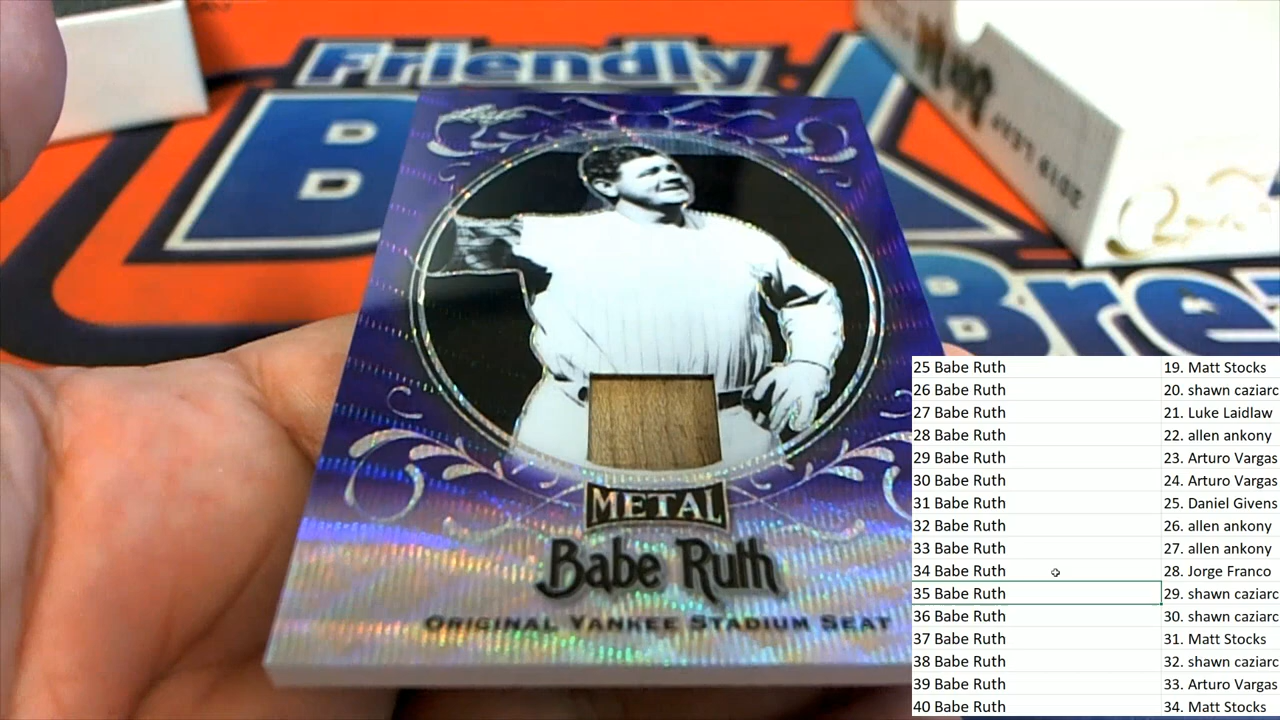 Friendly
Leaf
METAL
Babe Ruth
ORIGINAL YANKEE STADIUM SEAT
Bre
25 Babe Ruth 19. Matt Stocks
26 Babe Ruth 20. shawn caziarc
27 Babe Ruth 21. Luke Laidlaw
28 Babe Ruth 22. allen ankony
29 Babe Ruth 23. Arturo Vargas
30 Babe Ruth 24. Arturo Vargas
31 Babe Ruth 25. Daniel Givens
32 Babe Ruth 26. allen ankony
33 Babe Ruth 27. allen ankony
34 Babe Ruth 28. Jorge Franco
35 Babe Ruth 29. shawn caziarc
36 Babe Ruth 30. shawn caziarc
37 Babe Ruth 31. Matt Stocks
38 Babe Ruth 32. shawn caziarc
39 Babe Ruth 33. Arturo Vargas
40 Babe Ruth 34. Matt Stocks